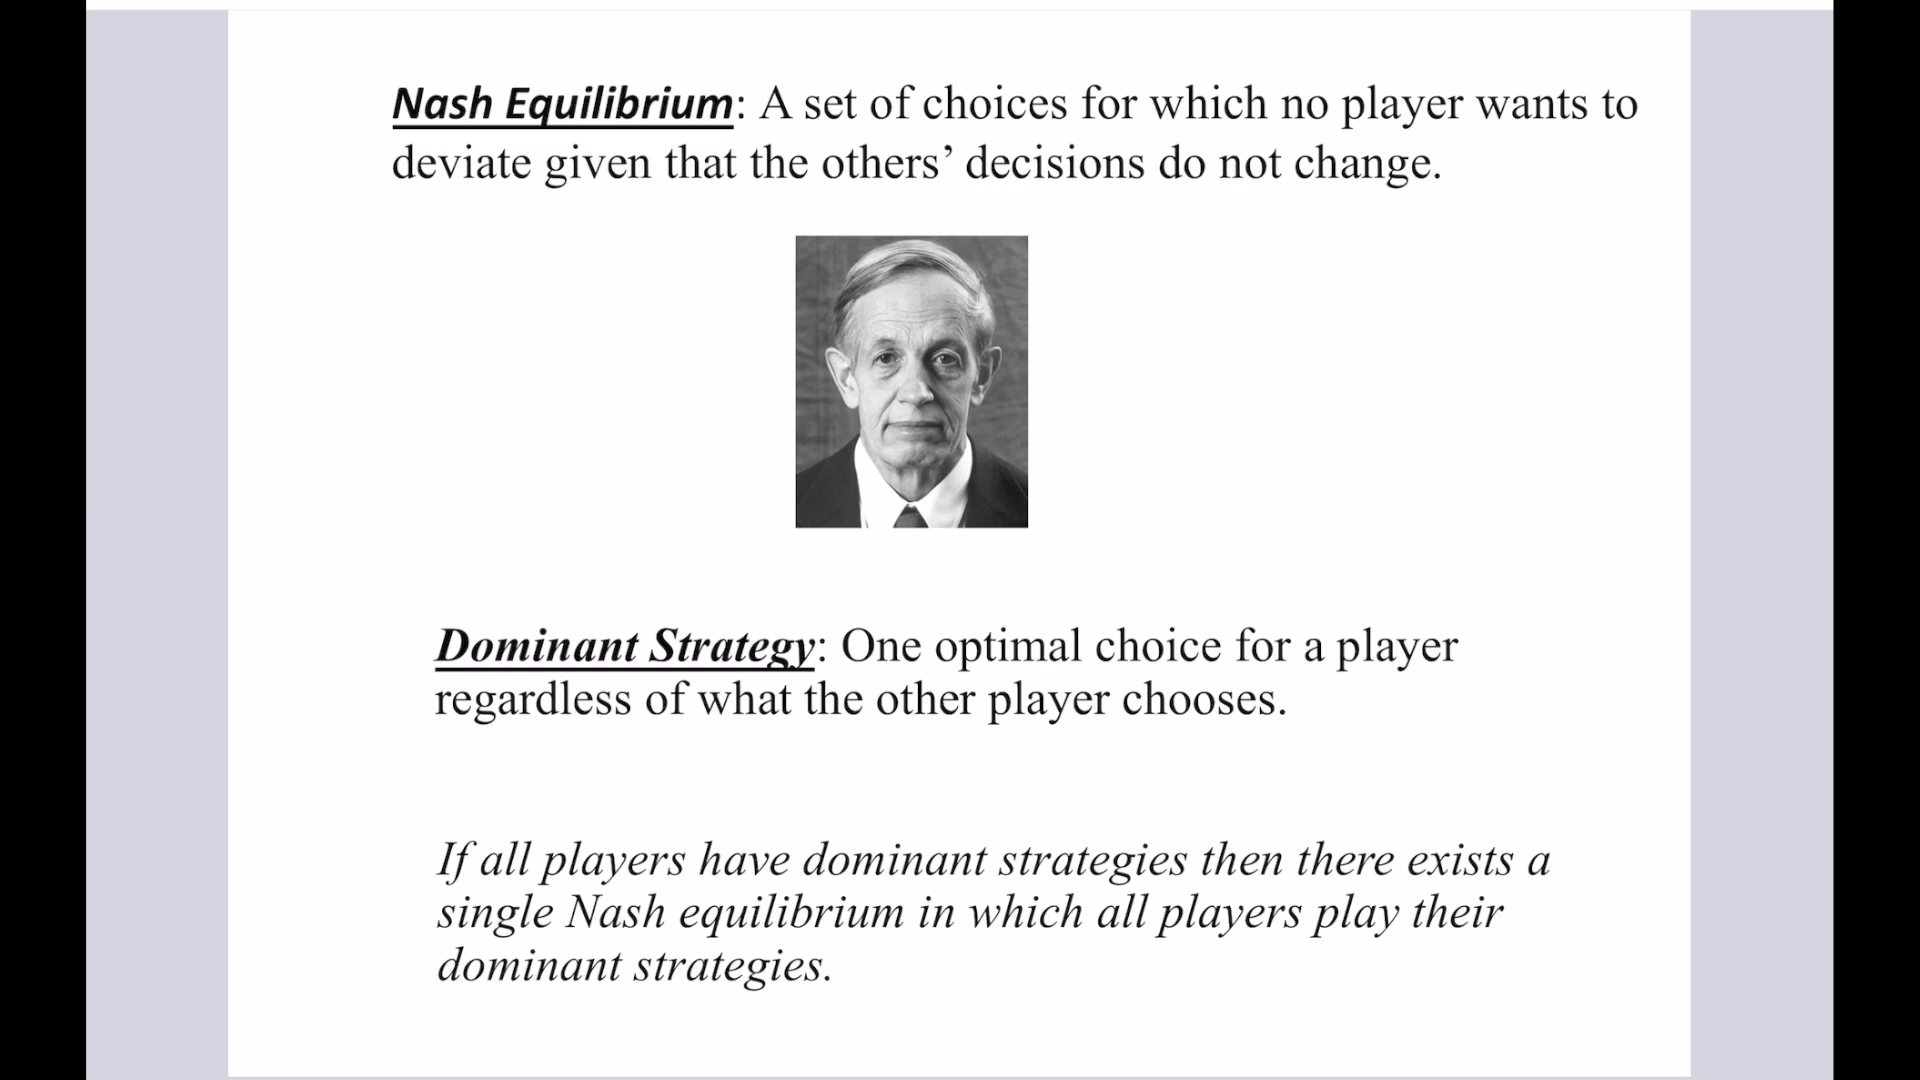 Nash Equilibrium: A set of choices for which no player wants to
deviate given that the others’ decisions do not change.
Dominant Strategy: One optimal choice for a player
regardless of what the other player chooses.
If all players have dominant strategies then there exists a
single Nash equilibrium in which all players play their
dominant strategies.